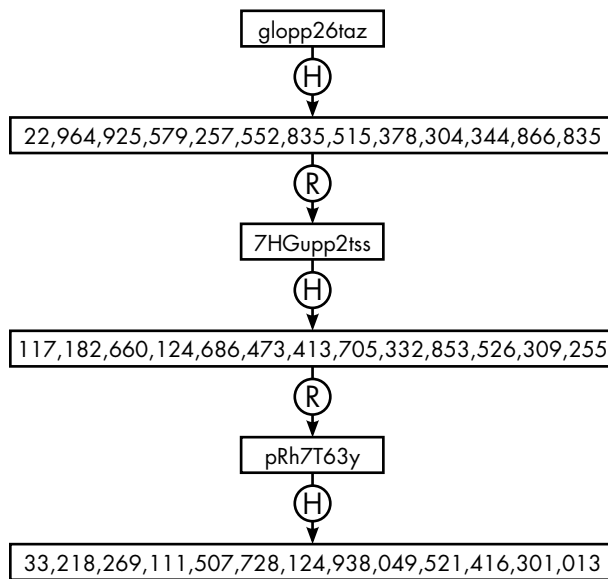 glopp26taz
H
22,964,925,579,257,552,835,515,378,304,344,866,835
R
7HGupp2tss
H
117,182,660,124,686,473,413,705,332,853,526,309,255
R
pRh7T63y
H
33,218,269,111,507,728,124,938,049,521,416,301,013